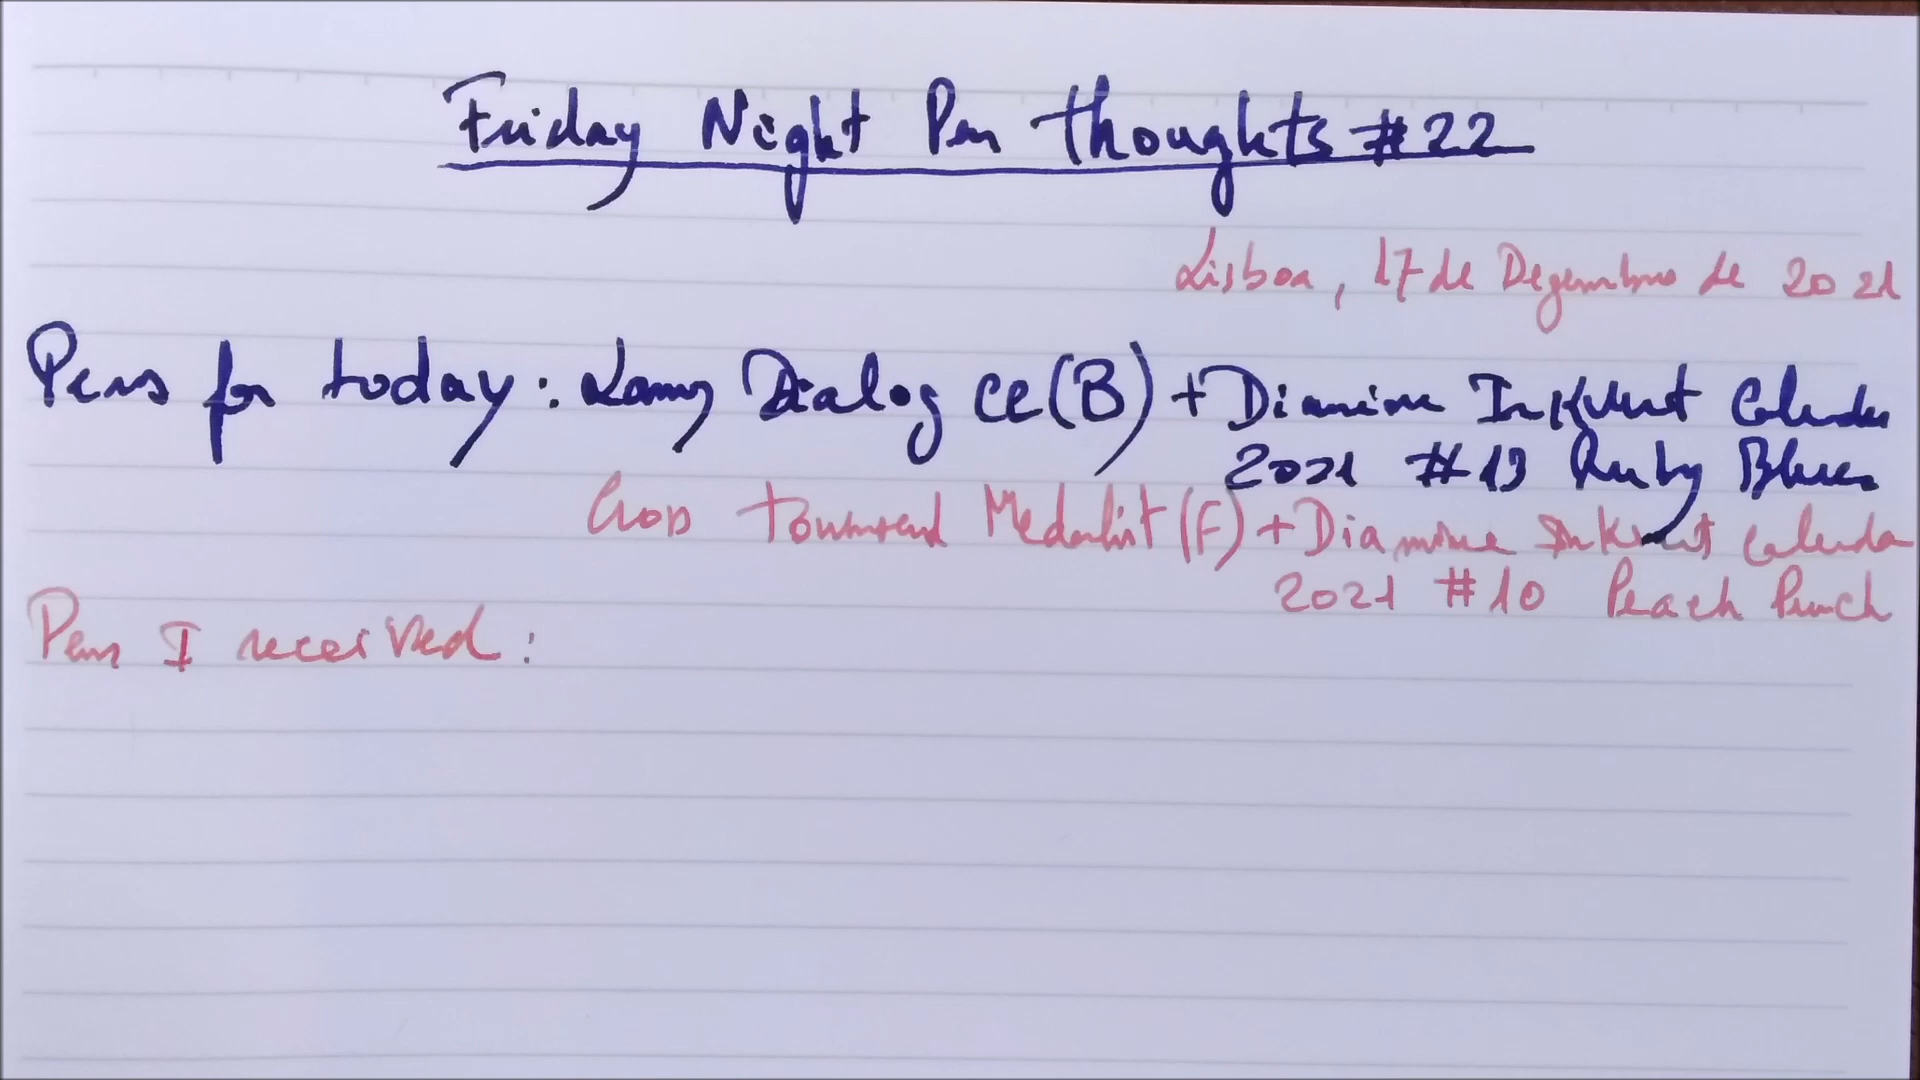 Friday Night Pen thoughts #22
Lisboa, 17 de Dezembro de 2021
Pens for today: Lamy Dialog CC (B) + Diamine Inkvent Calendar
2021 #13 Ruby Blues
Cross Townsend Medalist (F) + Diamine Inkvent Calendar
2021 #10 Peach Punch
Pens I received: